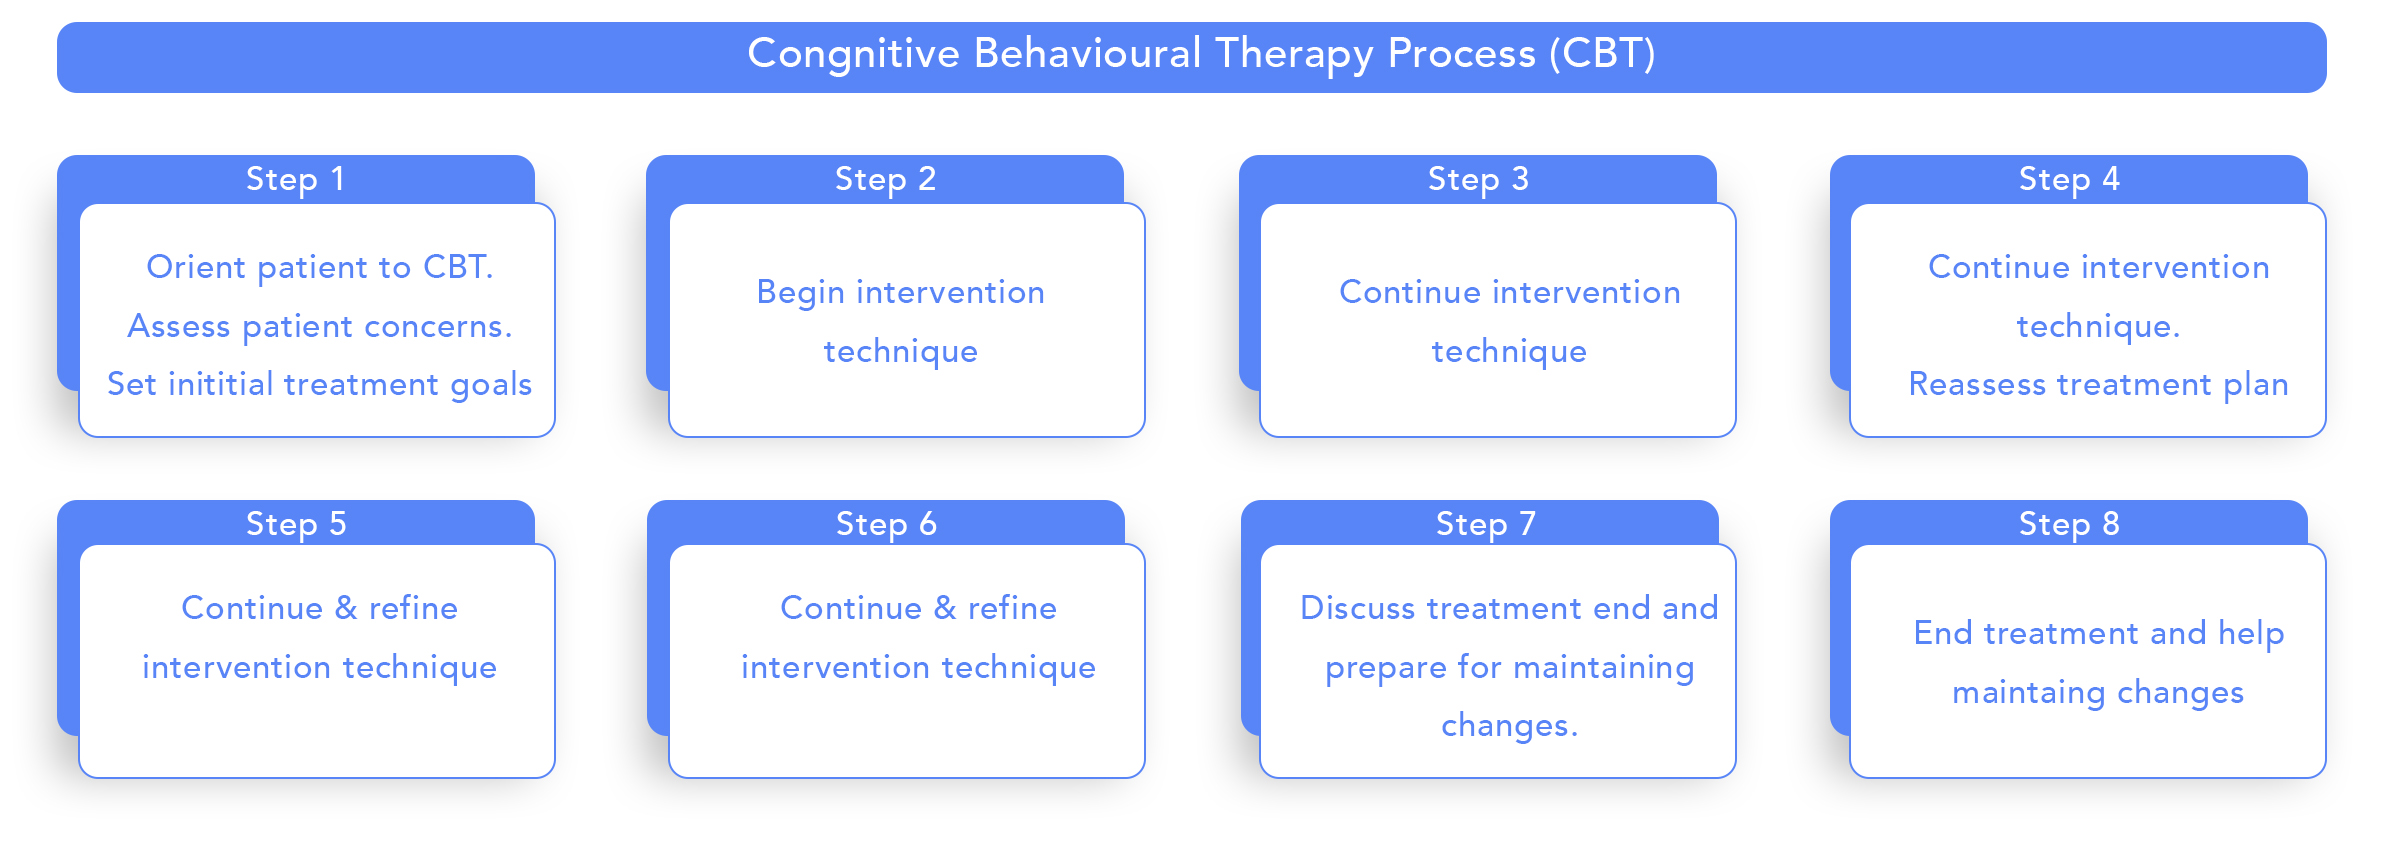 Congnitive Behavioural Therapy Process (CBT)
Step 1
Orient patient to CBT.
Assess patient concerns.
Set inititial treatment goals
Step 2
Begin intervention
technique
Step 3
Continue intervention
technique
Step 4
Continue intervention
technique.
Reassess treatment plan
Step 5
Continue & refine
intervention technique
Step 6
Continue & refine
intervention technique
Step 7
Discuss treatment end and
prepare for maintaining
changes.
Step 8
End treatment and help
maintaing changes